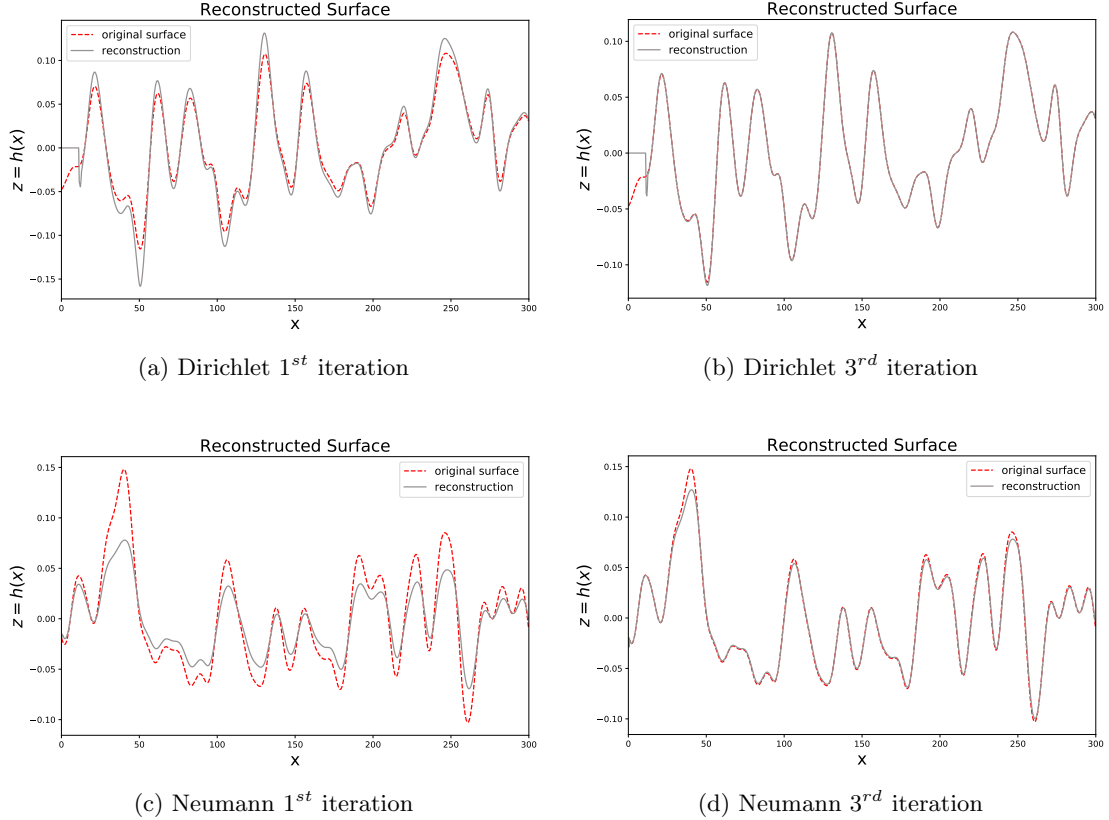 Reconstructed Surface
original surface
reconstruction
z = h(x)
0.10
0.05
0.00
−0.05
−0.10
−0.15
0 50 100 150 200 250 300
x
(a) Dirichlet 1st iteration
Reconstructed Surface
original surface
reconstruction
z = h(x)
0.10
0.05
0.00
−0.05
−0.10
0 50 100 150 200 250 300
x
(b) Dirichlet 3rd iteration
Reconstructed Surface
original surface
reconstruction
z = h(x)
0.15
0.10
0.05
0.00
−0.05
−0.10
0 50 100 150 200 250 300
x
(c) Neumann 1st iteration
Reconstructed Surface
original surface
reconstruction
z = h(x)
0.15
0.10
0.05
0.00
−0.05
−0.10
0 50 100 150 200 250 300
x
(d) Neumann 3rd iteration